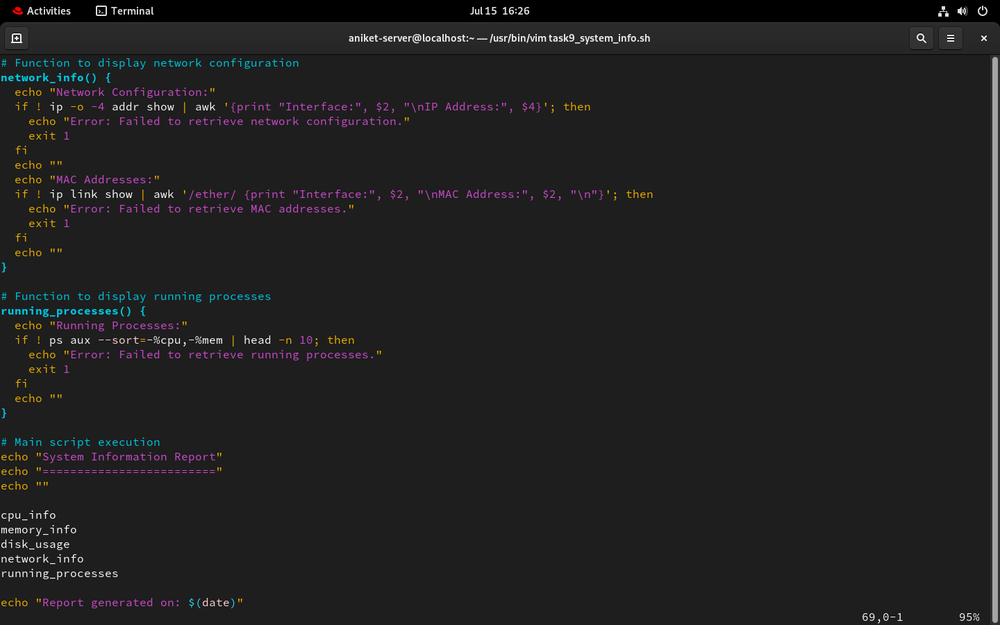 Activities Terminal Jul 15 16:26
aniket-server@localhost:~ — /usr/bin/vim task9_system_info.sh
# Function to display network configuration
network_info() {
  echo "Network Configuration:"
  if ! ip -o -4 addr show | awk '{print "Interface:", $2, "\nIP Address:", $4}'; then
    echo "Error: Failed to retrieve network configuration."
    exit 1
  fi
  echo ""
  echo "MAC Addresses:"
  if ! ip link show | awk '/ether/ {print "Interface:", $2, "\nMAC Address:", $2, "\n"}'; then
    echo "Error: Failed to retrieve MAC addresses."
    exit 1
  fi
  echo ""
}

# Function to display running processes
running_processes() {
  echo "Running Processes:"
  if ! ps aux --sort=-%cpu,-%mem | head -n 10; then
    echo "Error: Failed to retrieve running processes."
    exit 1
  fi
  echo ""
}

# Main script execution
echo "System Information Report"
echo "========================="
echo ""

cpu_info
memory_info
disk_usage
network_info
running_processes

echo "Report generated on: $(date)"
69,0-1 95%